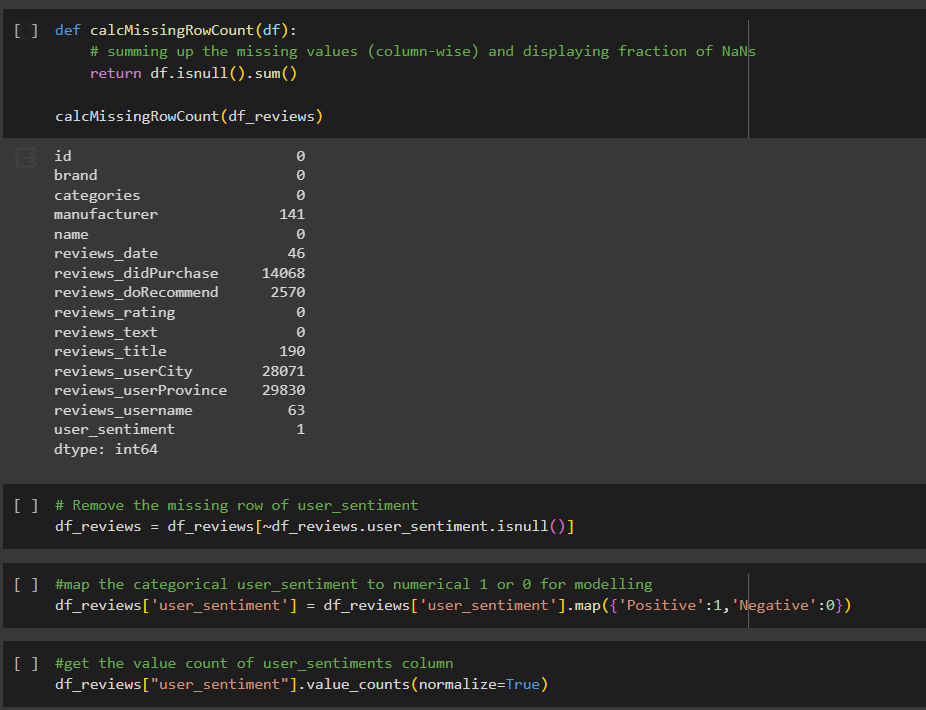 [ ] def calcMissingRowCount(df):
# summing up the missing values (column-wise) and displaying fraction of NaNs
return df.isnull().sum()
calcMissingRowCount(df_reviews)
id 0
brand 0
categories 0
manufacturer 141
name 0
reviews_date 46
reviews_didPurchase 14068
reviews_doRecommend 2570
reviews_rating 0
reviews_text 0
reviews_title 190
reviews_userCity 28071
reviews_userProvince 29830
reviews_username 63
user_sentiment 1
dtype: int64
[ ] # Remove the missing row of user_sentiment
df_reviews = df_reviews[~df_reviews.user_sentiment.isnull()]
[ ] #map the categorical user_sentiment to numerical 1 or 0 for modelling
df_reviews['user_sentiment'] = df_reviews['user_sentiment'].map({'Positive':1,'Negative':0})
[ ] #get the value count of user_sentiments column
df_reviews["user_sentiment"].value_counts(normalize=True)